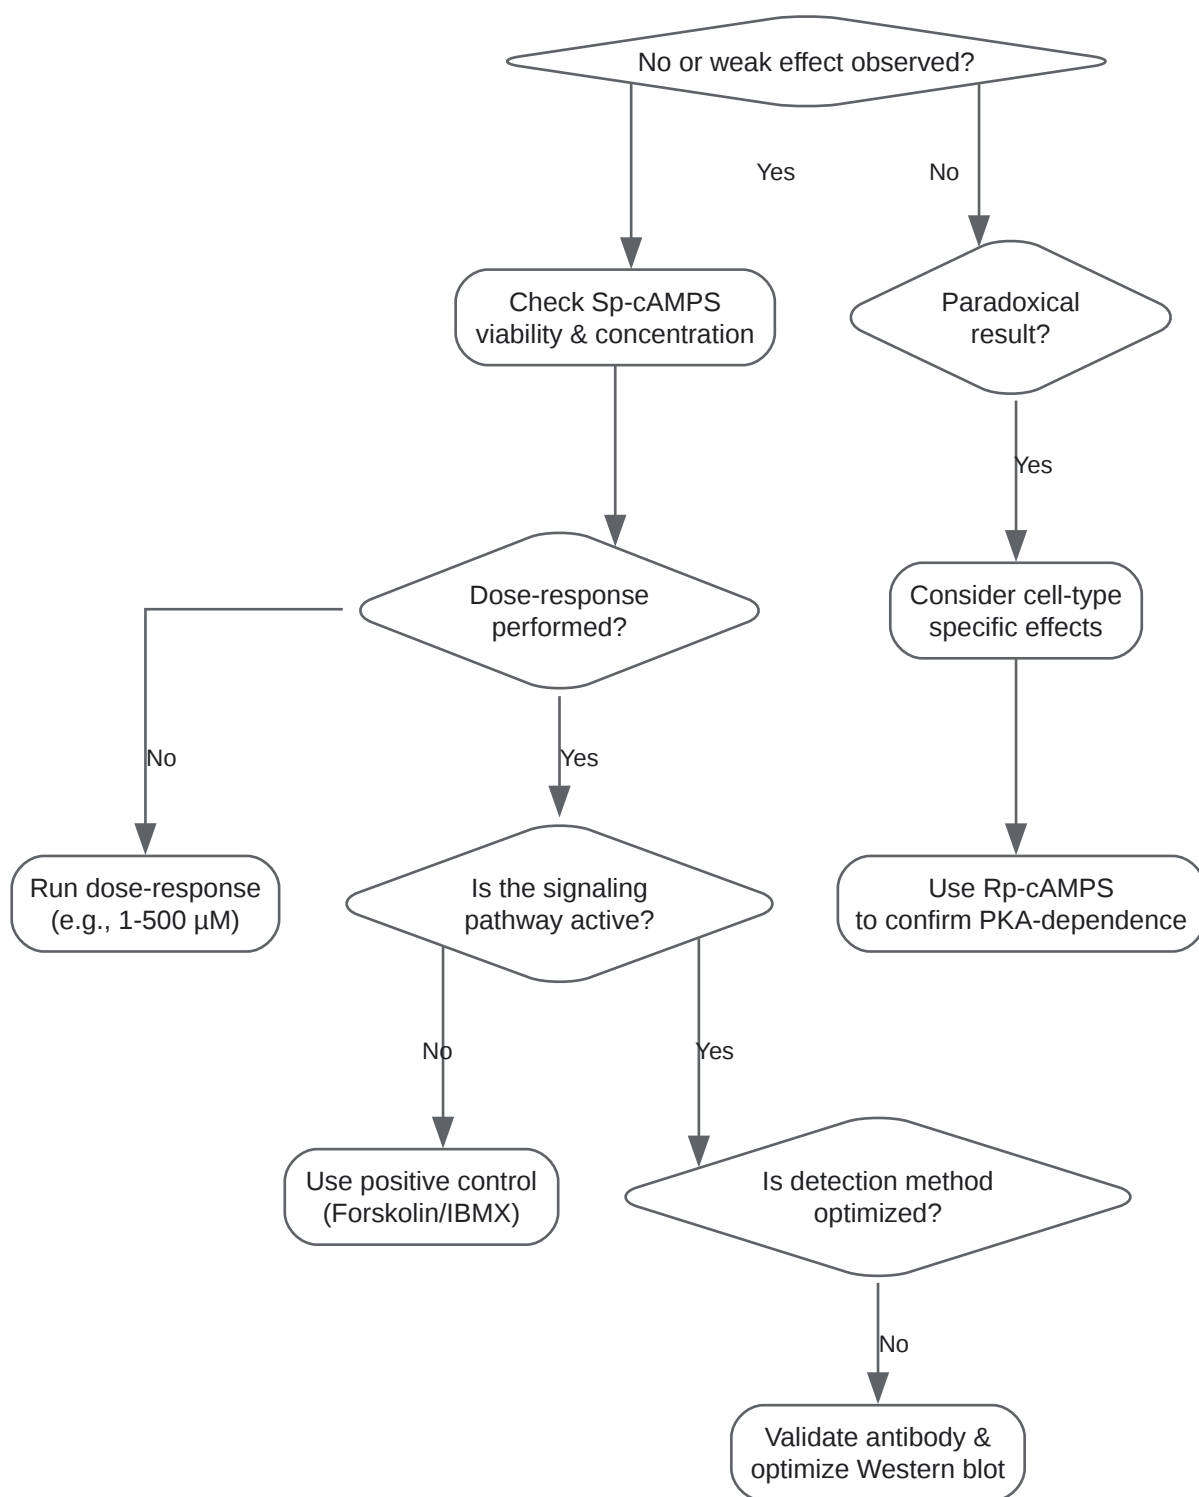 No or weak effect observed?
Yes
No
Check Sp-cAMPS
viability & concentration
Paradoxical
result?
Yes
Dose-response
performed?
Consider cell-type
specific effects
No
Yes
Run dose-response
(e.g., 1-500 µM)
Is the signaling
pathway active?
Use Rp-cAMPS
to confirm PKA-dependence
No
Yes
Use positive control
(Forskolin/IBMX)
Is detection method
optimized?
No
Validate antibody &
optimize Western blot